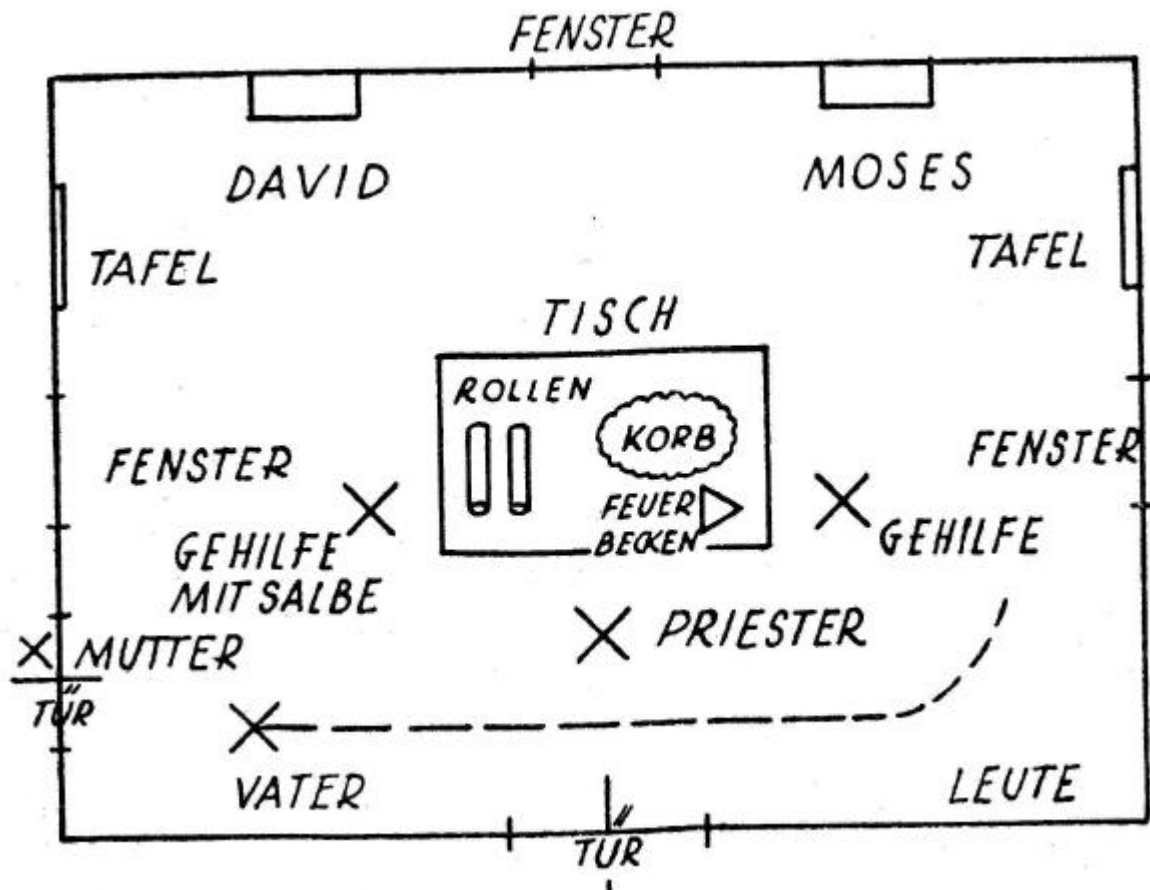 FENSTER
DAVID
MOSES
TAFEL
TAFEL
TISCH
ROLLEN
KORB
FENSTER
FENSTER
FEUER
BECKEN
GEHILFE
MIT SALBE
GEHILFE
MUTTER
PRIESTER
TÜR
VATER
LEUTE
TÜR